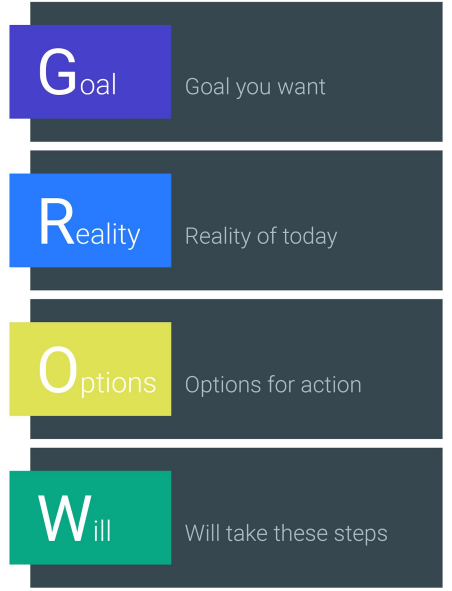 Goal
Goal you want
Reality
Reality of today
Options
Options for action
Will
Will take these steps